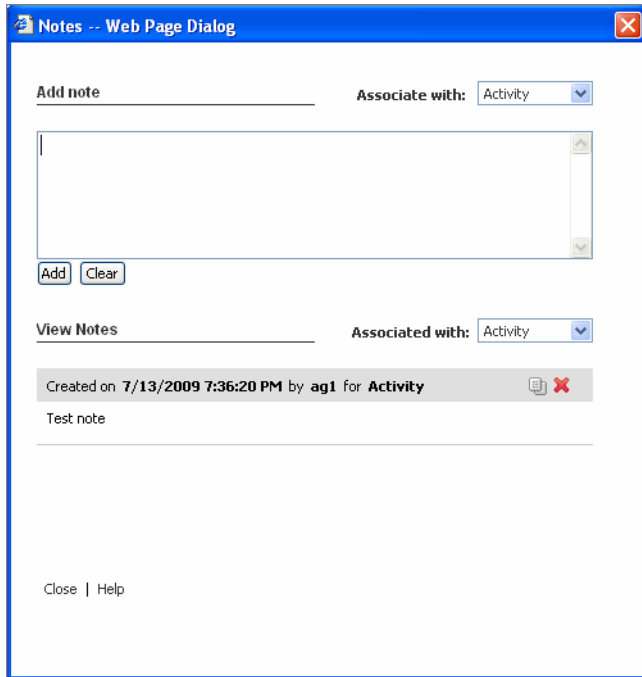 Notes -- Web Page Dialog
Add note Associate with: Activity
Add Clear
View Notes Associated with: Activity
Created on 7/13/2009 7:36:20 PM by ag1 for Activity
Test note
Close | Help